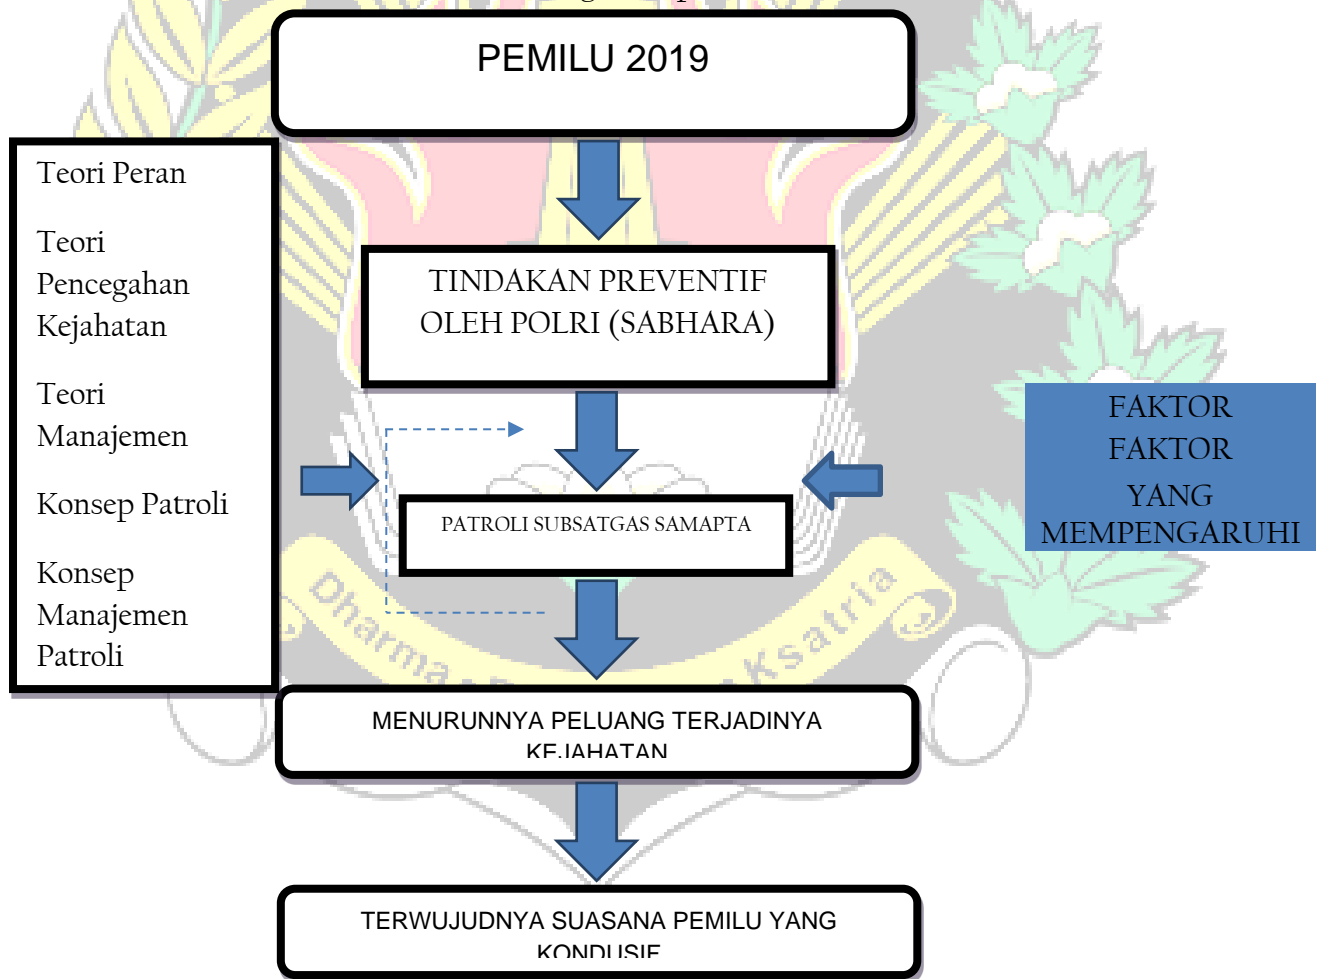 PEMILU 2019
Teori Peran
Teori
Pencegahan
Kejahatan
Teori
Manajemen
Konsep Patroli
Konsep
Manajemen
Patroli
TINDAKAN PREVENTIF
OLEH POLRI (SABHARA)
PATROLI SUBSATGAS SAMAPTA
FAKTOR
FAKTOR
YANG
MEMPENGARUHI
Dharma
Ksatria
MENURUNNYA PELUANG TERJADINYA
KEJAHATAN
TERWUJUDNYA SUASANA PEMILU YANG
KONDUSIF